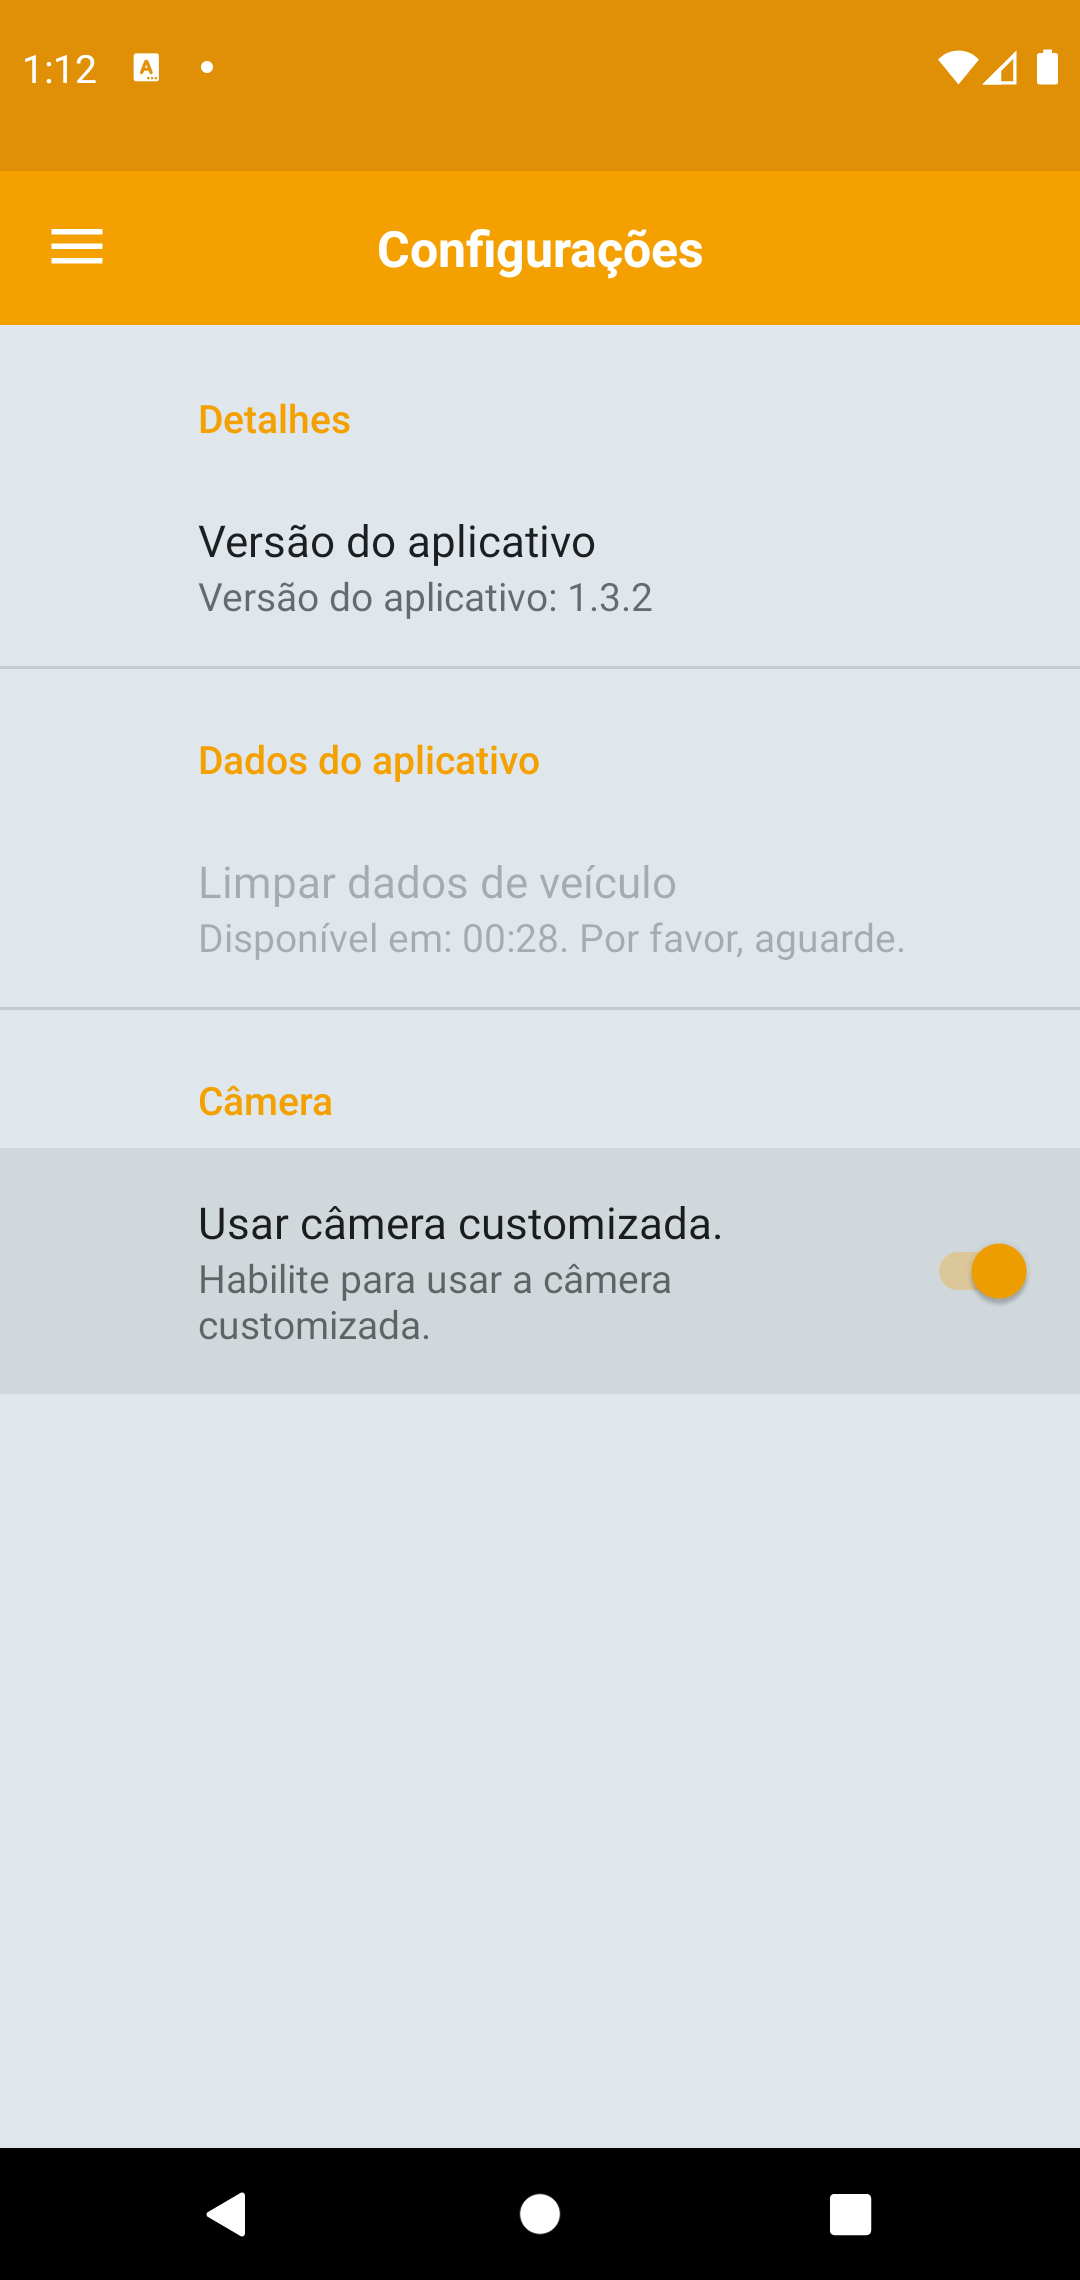 1:12
Configurações
Detalhes
Versão do aplicativo
Versão do aplicativo: 1.3.2
Dados do aplicativo
Limpar dados de veículo
Disponível em: 00:28. Por favor, aguarde.
Câmera
Usar câmera customizada.
Habilite para usar a câmera
customizada.